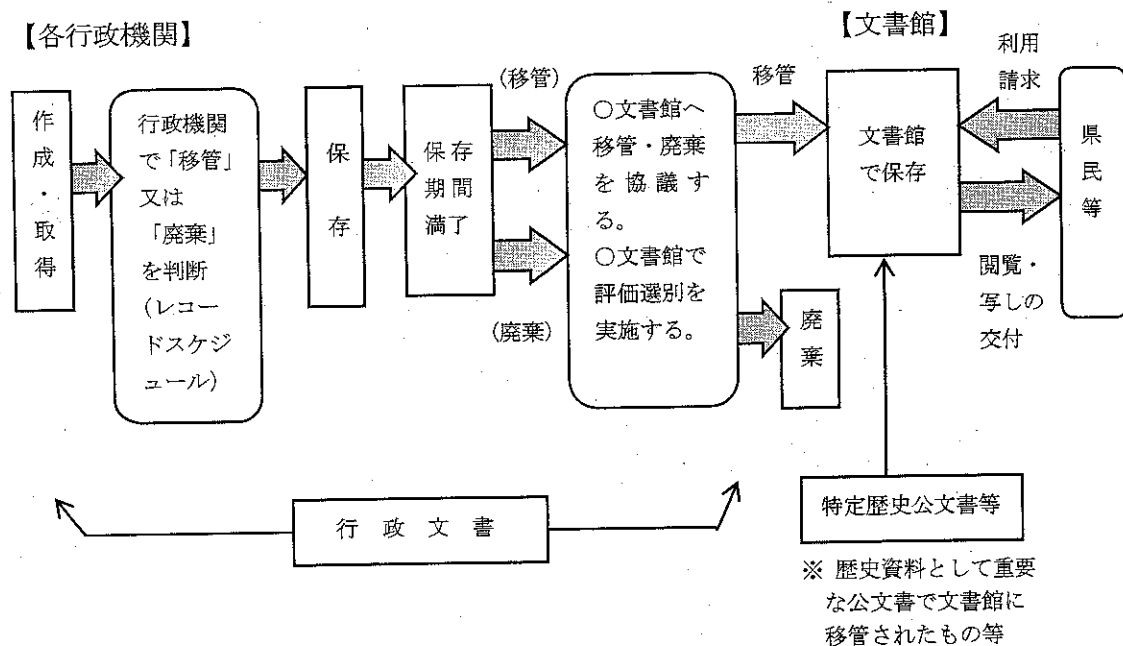 【各行政機関】
作成・取得
行政機関
で「移管」
又は
「廃棄」
を判断
（レコー
ドスケジ
ュール）
保存
保存
期間
満了
(移管)
(廃棄)
○文書館へ
移管・廃棄
を協議す
る。
○文書館で
評価選別を
実施する。
移管
廃棄
【文書館】
文書館
で保存
利用
請求
県民等
閲覧・
写しの
交付
行政文書
特定歴史公文書等
※ 歴史資料として重要
な公文書で文書館に
移管されたもの等